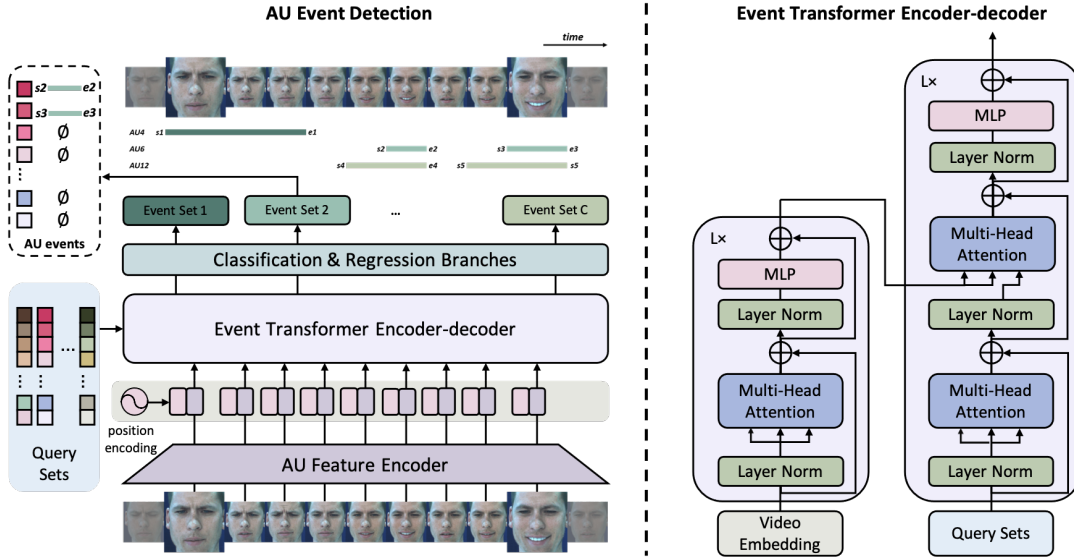 AU Event Detection
time
s2 e2
s3 e3
Ø
Ø
Ø
Ø
AU events
AU4 s1 e1
AU6 s2 e2 s3 e3
AU12 s4 e4 s5 s5
Event Set 1
Event Set 2
...
Event Set C
Classification & Regression Branches
Event Transformer Encoder-decoder
...
Query
Sets
position
encoding
AU Feature Encoder
Event Transformer Encoder-decoder
L×
MLP
Layer Norm
Multi-Head
Attention
Layer Norm
Video
Embedding
L×
MLP
Layer Norm
Multi-Head
Attention
Layer Norm
Multi-Head
Attention
Layer Norm
Query Sets